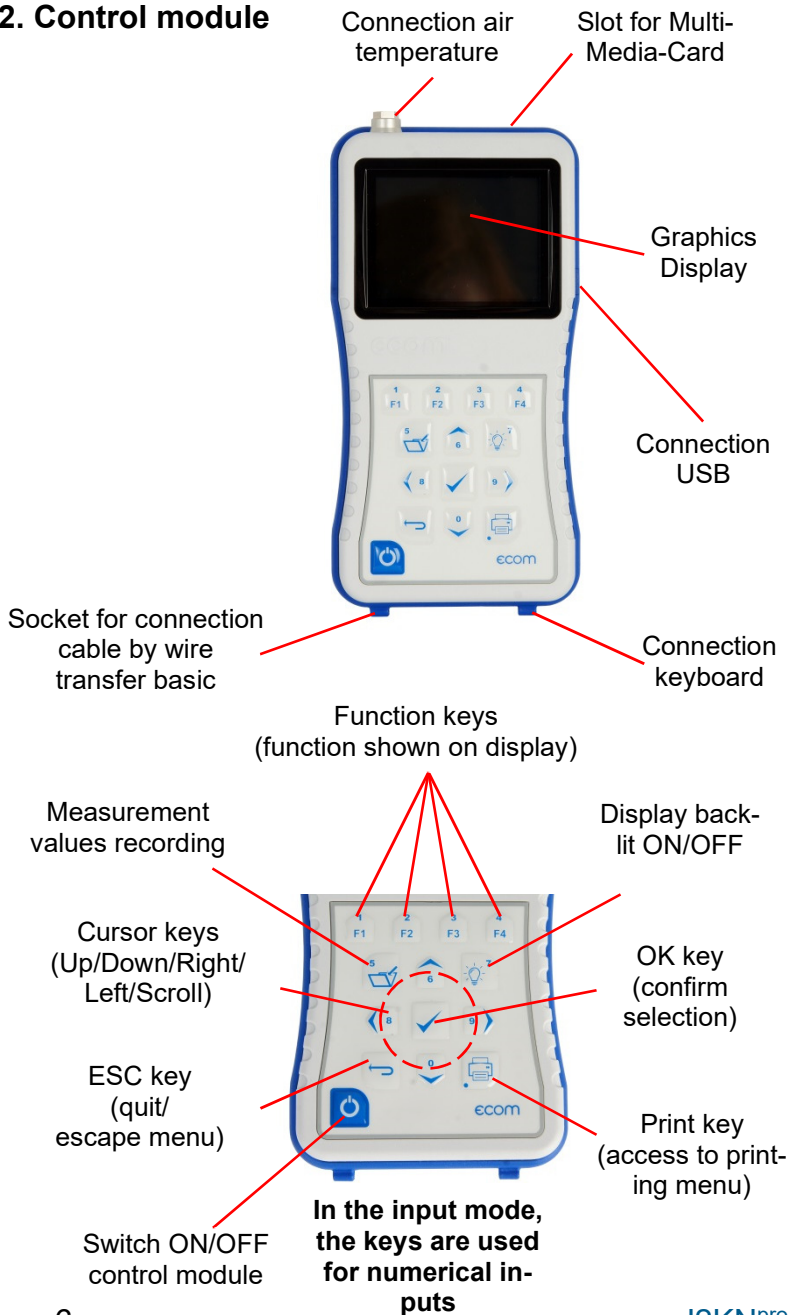 2. Control module
Connection air
temperature
Slot for Multi-
Media-Card
Graphics
Display
1 2 3 4
F1 F2 F3 F4
5 6 7
8 9
0
ecom
Connection
USB
Socket for connection
cable by wire
transfer basic
Connection
keyboard
Function keys
(function shown on display)
Measurement
values recording
Display back-
lit ON/OFF
1 2 3 4
F1 F2 F3 F4
5 6 7
8 9
0
ecom
Cursor keys
(Up/Down/Right/
Left/Scroll)
OK key
(confirm
selection)
ESC key
(quit/
escape menu)
Print key
(access to print-
ing menu)
Switch ON/OFF
control module
In the input mode,
the keys are used
for numerical in-
puts